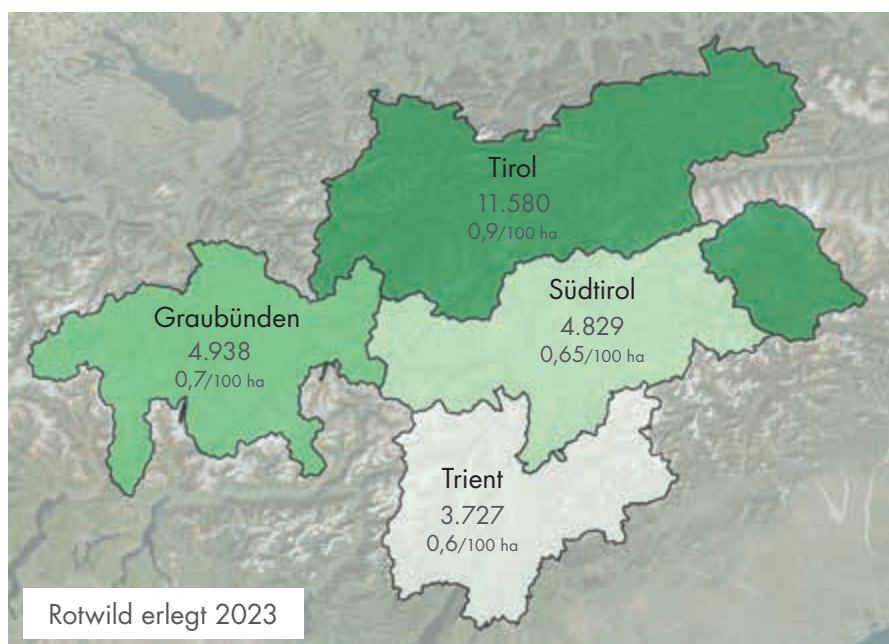 Tirol
11.580
0,9/100 ha
Südtirol
4.829
0,65/100 ha
Graubünden
4.938
0,7/100 ha
Trient
3.727
0,6/100 ha
Rotwild erlegt 2023